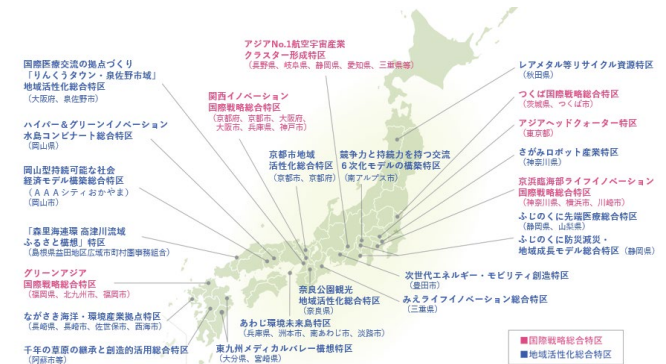 アジアNo.1航空宇宙産業
クラスター形成特区
（長野県、岐阜県、静岡県、愛知県、三重県等）
国際医療交流の拠点づくり
「りんくうタウン・泉佐野市域」
地域活性化総合特区
（大阪府、泉佐野市）
関西イノベーション
国際戦略総合特区
（京都府、京都市、大阪府、
大阪市、兵庫県、神戸市）
ハイパー＆グリーンイノベーション
水島コンビナート総合特区
（岡山県）
京都市地域
活性化総合特区
（京都市、京都府）
競争力と持続力を持つ交流
６次化モデルの構築特区
（南アルプス市）
岡山型持続可能な社会
経済モデル構築総合特区
（ＡＡＡシティおかやま）
（岡山市）
「森里海連環 高津川流域
ふるさと構想」特区
（島根県益田地区広域市町村圏事務組合）
グリーンアジア
国際戦略総合特区
（福岡県、北九州市、福岡市）
ながさき海洋・環境産業拠点特区
（長崎県、長崎市、佐世保市、西海市）
千年の草原の継承と創造的活用総合特区
（阿蘇市等）
東九州メディカルバレー構想特区
（大分県、宮崎県）
あわじ環境未来島特区
（兵庫県、洲本市、南あわじ市、淡路市）
奈良公園観光
地域活性化総合特区
（奈良県）
みえライフイノベーション総合特区
（三重県）
次世代エネルギー・モビリティ創造特区
（豊田市）
レアメタル等リサイクル資源特区
（秋田県）
つくば国際戦略総合特区
（茨城県、つくば市）
アジアヘッドクォーター特区
（東京都）
さがみロボット産業特区
（神奈川県）
京浜臨海部ライフイノベーション
国際戦略総合特区
（神奈川県、横浜市、川崎市）
ふじのくに先端医療総合特区
（静岡県、山梨県）
ふじのくに防災減災・
地域成長モデル総合特区（静岡県）
■国際戦略総合特区
■地域活性化総合特区